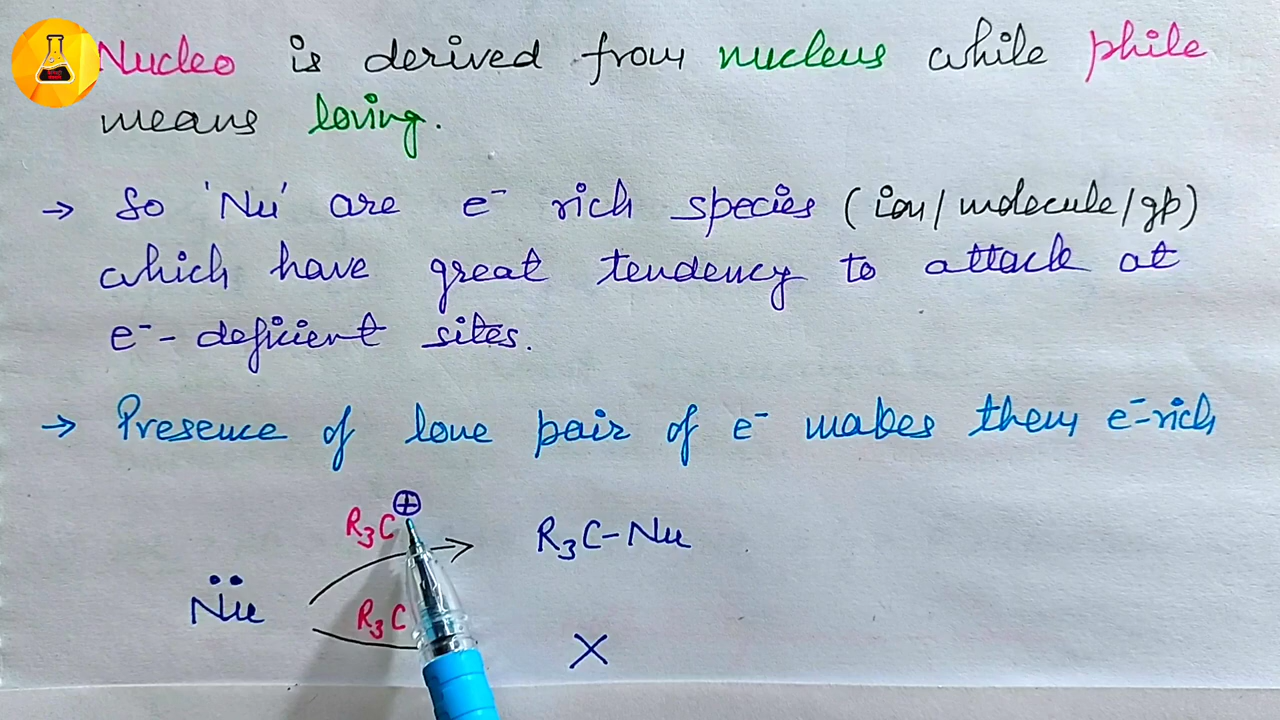 Nucleo is derived from nucleus while phile
means loving.
→ So 'Nu' are e⁻ rich species (ion/molecule/gp)
which have great tendency to attack at
e⁻-deficient sites.
→ Presence of lone pair of e⁻ makes them e⁻-rich
R₃C⊕
R₃C-Nu
N̈u
R₃C
X